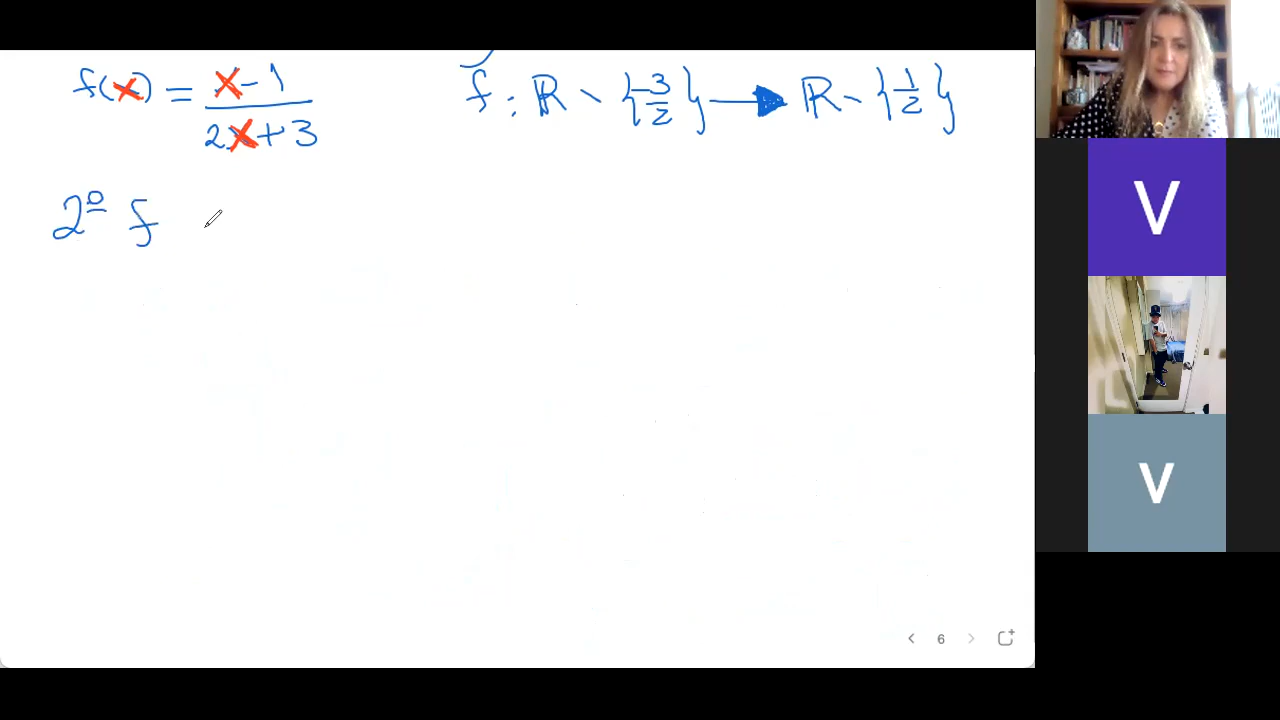 f(x) = x-1 / 2x+3
f : ℝ \ {-3/2} → ℝ \ {1/2}
2º f
V
V
6